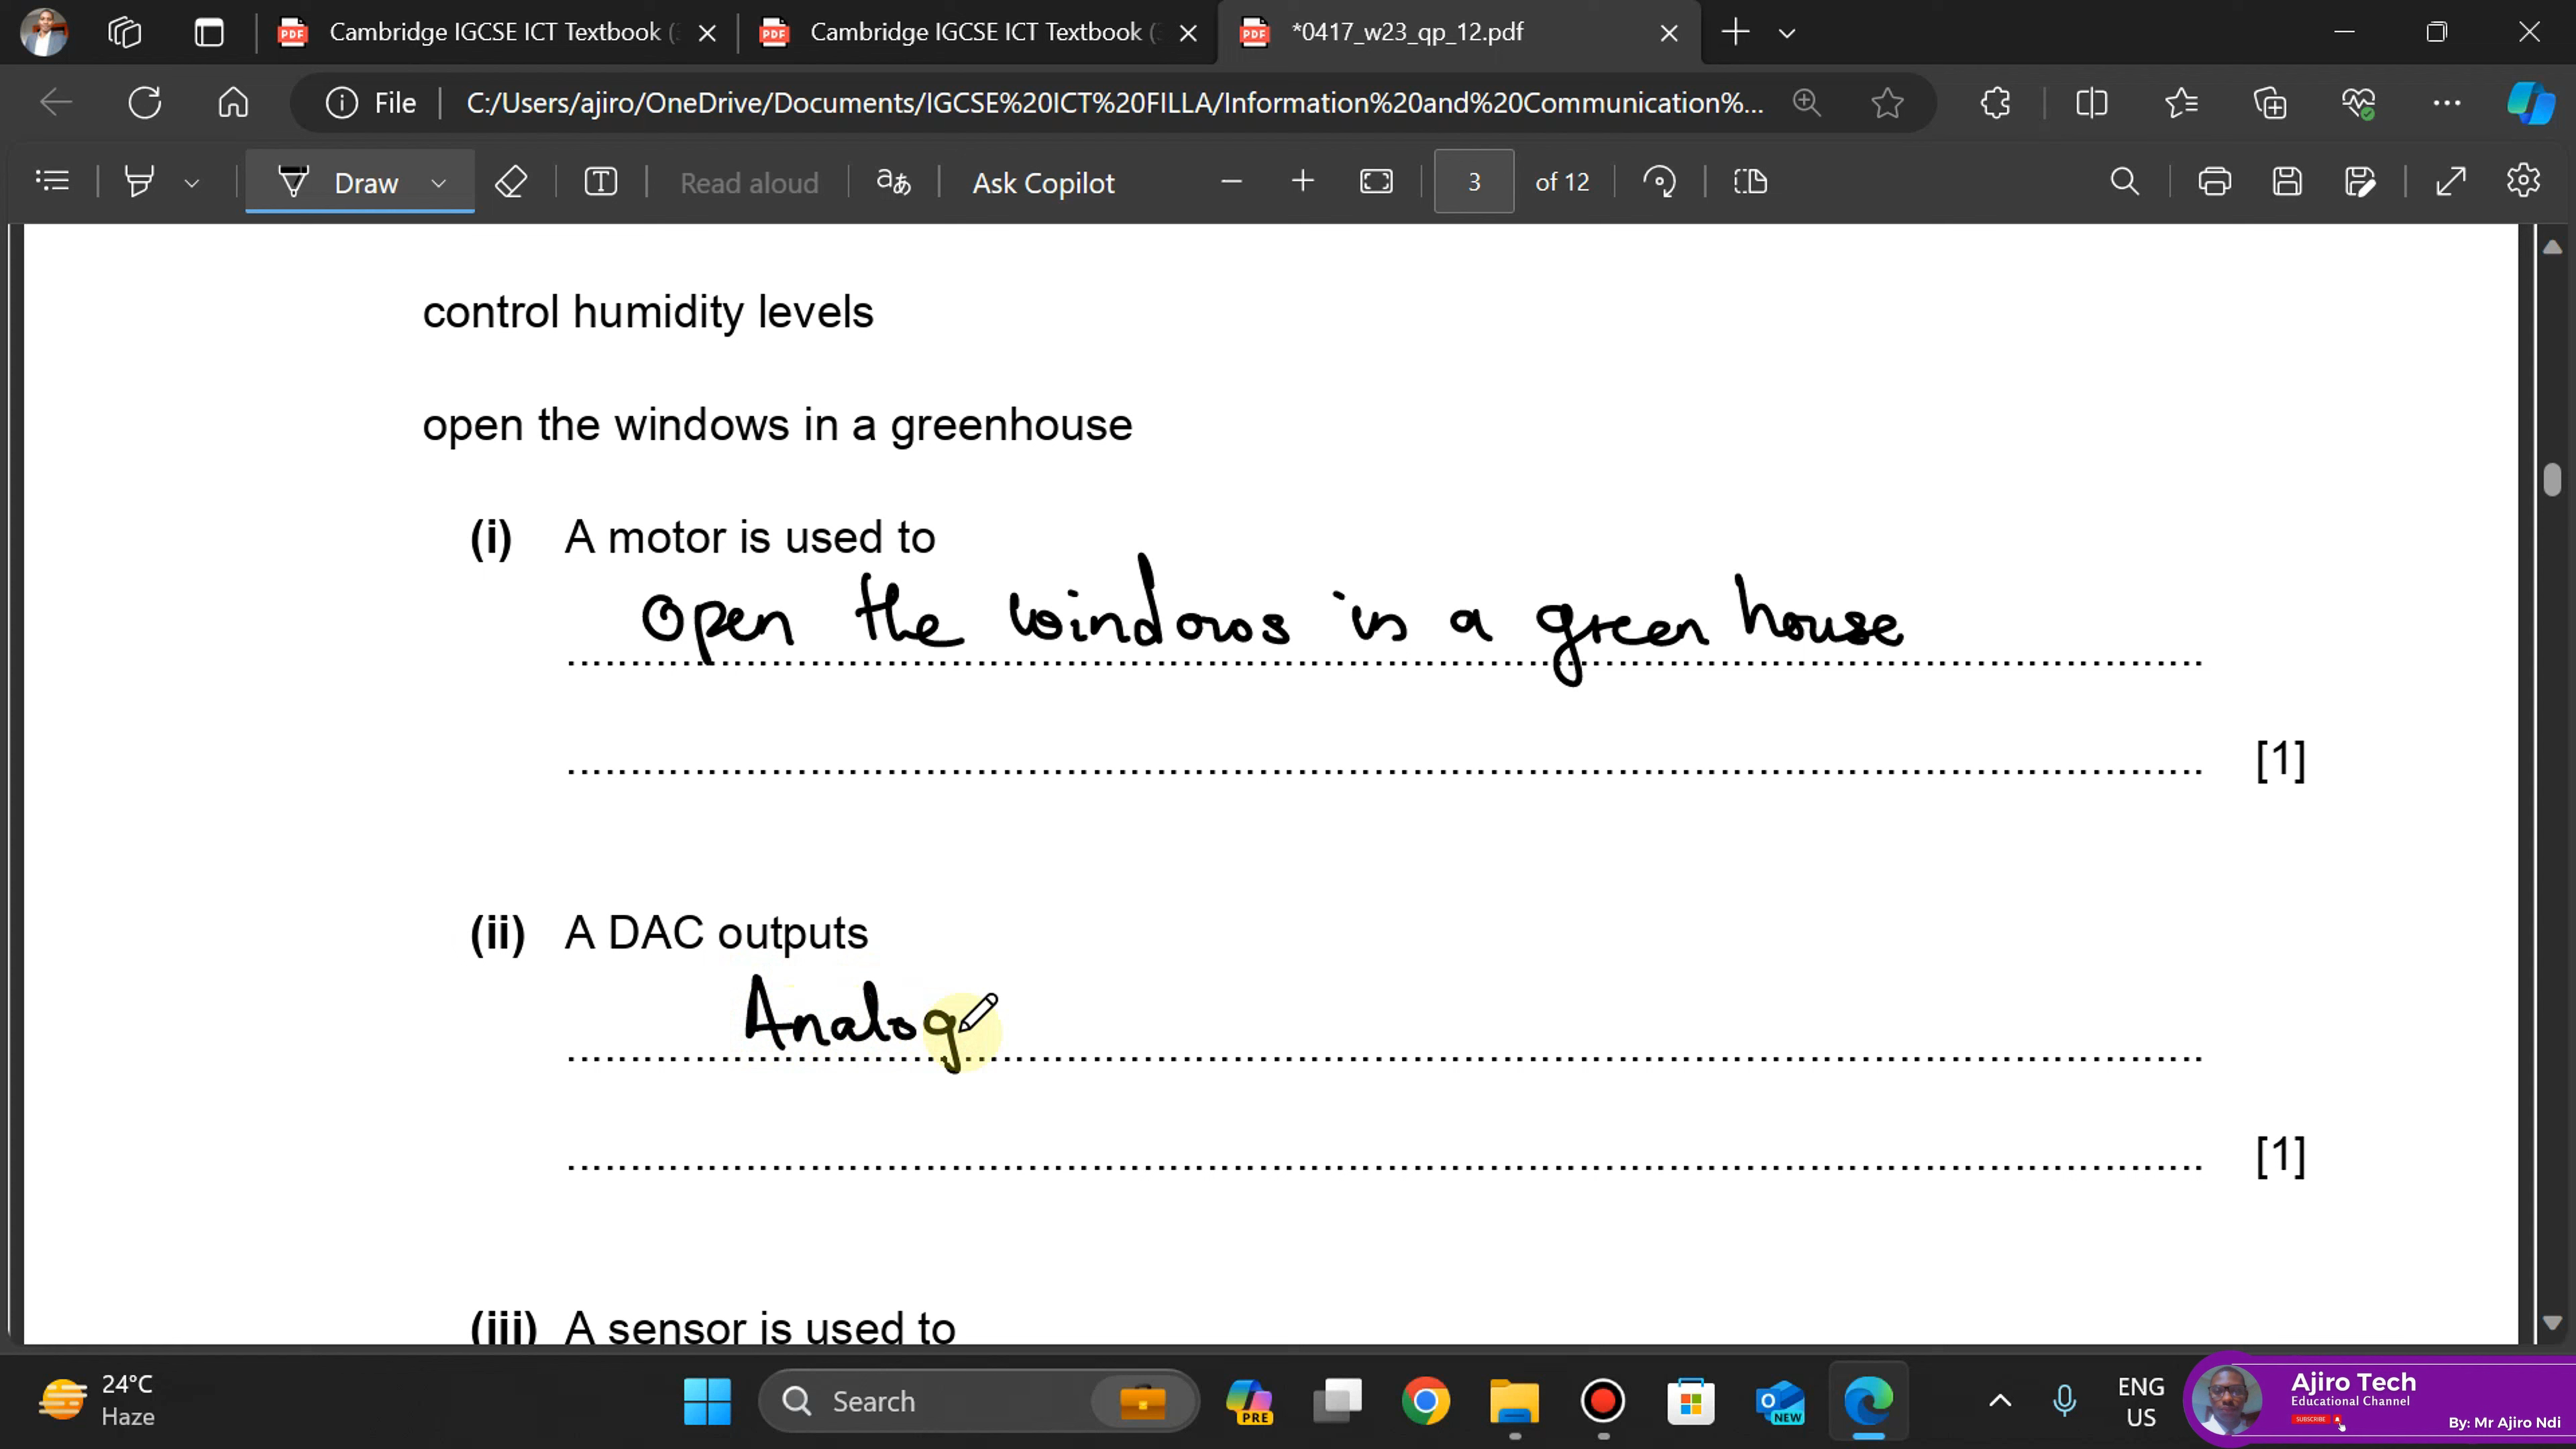 Cambridge IGCSE ICT Textbook (
Cambridge IGCSE ICT Textbook (
*0417_w23_qp_12.pdf
File
C:/Users/ajiro/OneDrive/Documents/IGCSE%20ICT%20FILLA/Information%20and%20Communication%...
Draw
Read aloud
Ask Copilot
3
of 12
control humidity levels
open the windows in a greenhouse
(i) A motor is used to
open the windows in a green house
[1]
(ii) A DAC outputs
Analog
[1]
(iii) A sensor is used to
24°C
Haze
Search
PRE
NEW
ENG
US
Ajiro Tech
Educational Channel
SUBSCRIBE
By: Mr Ajiro Ndi